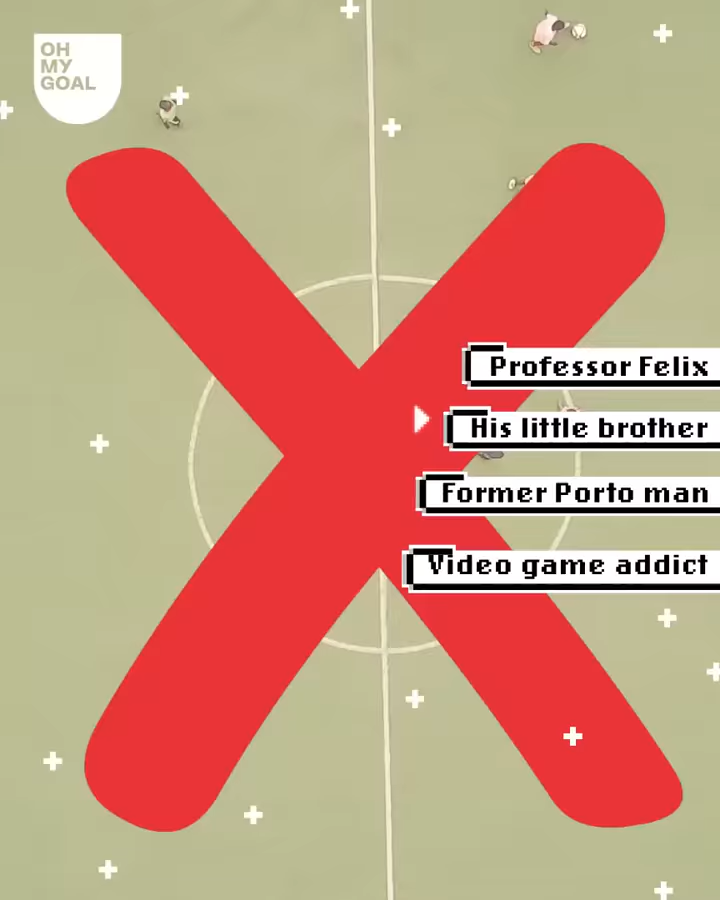 OH
MY
GOAL
Professor Felix
His little brother
Former Porto man
Video game addict